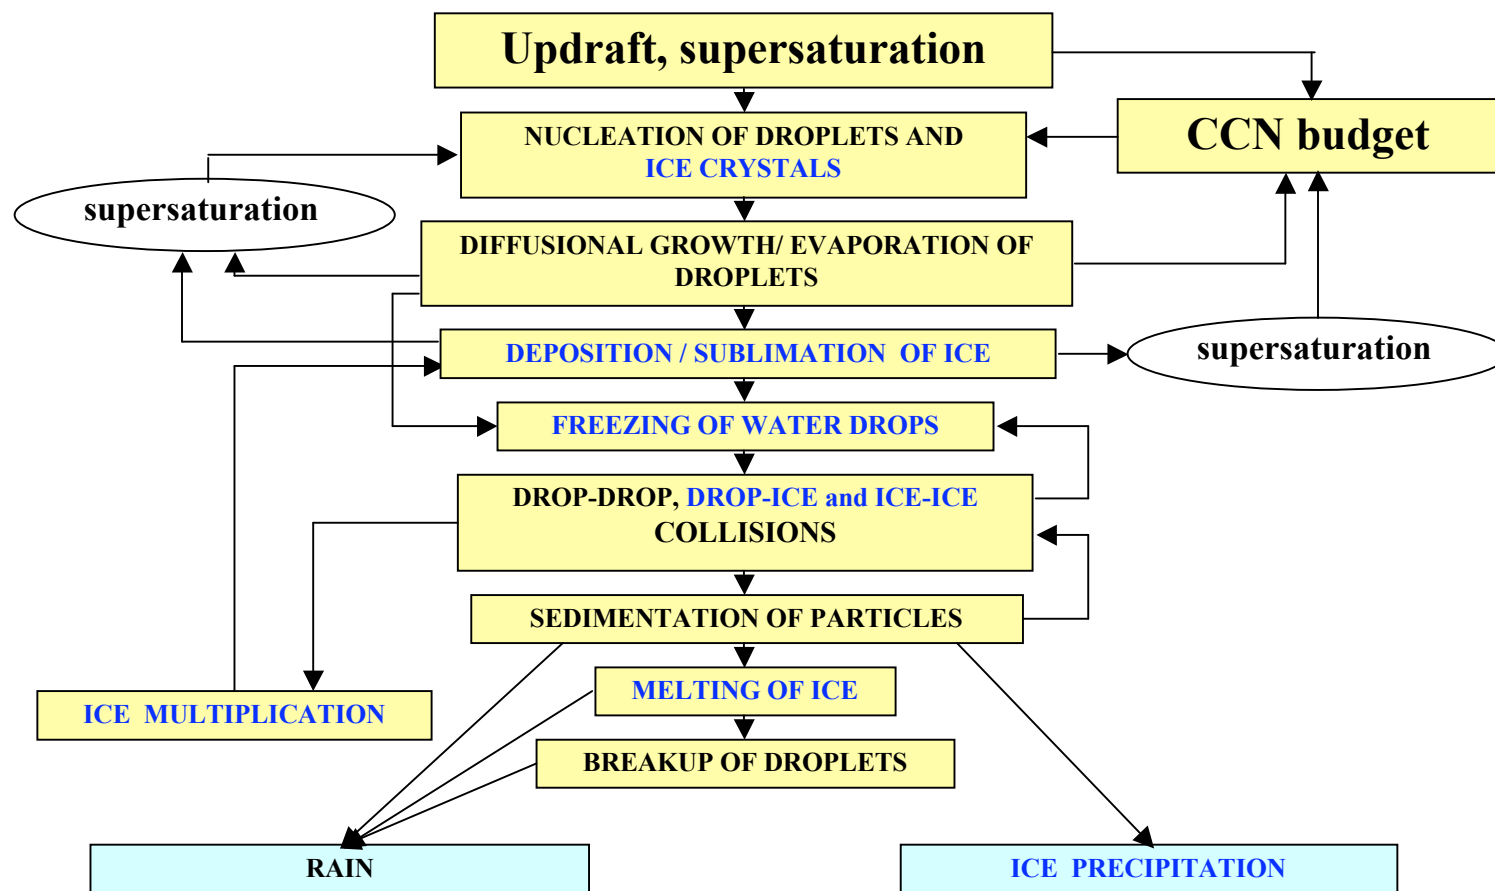 Updraft, supersaturation
CCN budget
NUCLEATION OF DROPLETS AND
ICE CRYSTALS
supersaturation
DIFFUSIONAL GROWTH/ EVAPORATION OF
DROPLETS
DEPOSITION / SUBLIMATION OF ICE
supersaturation
FREEZING OF WATER DROPS
DROP-DROP, DROP-ICE and ICE-ICE
COLLISIONS
SEDIMENTATION OF PARTICLES
MELTING OF ICE
ICE MULTIPLICATION
BREAKUP OF DROPLETS
RAIN
ICE PRECIPITATION